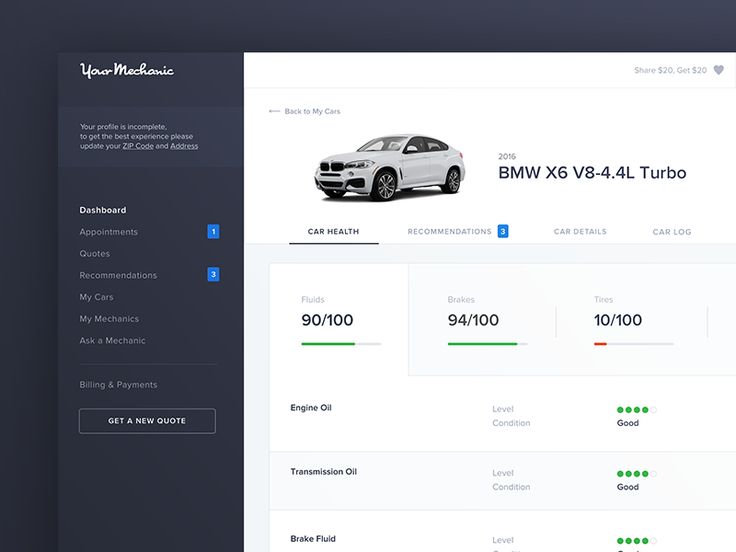 Your Mechanic
Share $20, Get $20
Your profile is incomplete,
to get the best experience please
update your ZIP Code and Address
Back to My Cars
2016
BMW X6 V8-4.4L Turbo
Dashboard
Appointments 1
Quotes
Recommendations 3
My Cars
My Mechanics
Ask a Mechanic
Billing & Payments
GET A NEW QUOTE
CAR HEALTH RECOMMENDATIONS 3 CAR DETAILS CAR LOG
Fluids Brakes Tires
90/100 94/100 10/100
Engine Oil Level
Condition Good
Transmission Oil Level
Condition Good
Brake Fluid Level
Condition Good